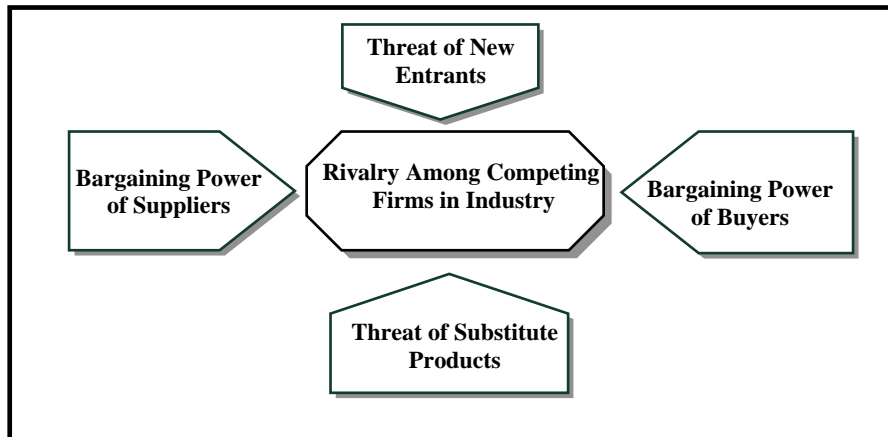 Threat of New
Entrants
Bargaining Power
of Suppliers
Rivalry Among Competing
Firms in Industry
Bargaining Power
of Buyers
Threat of Substitute
Products